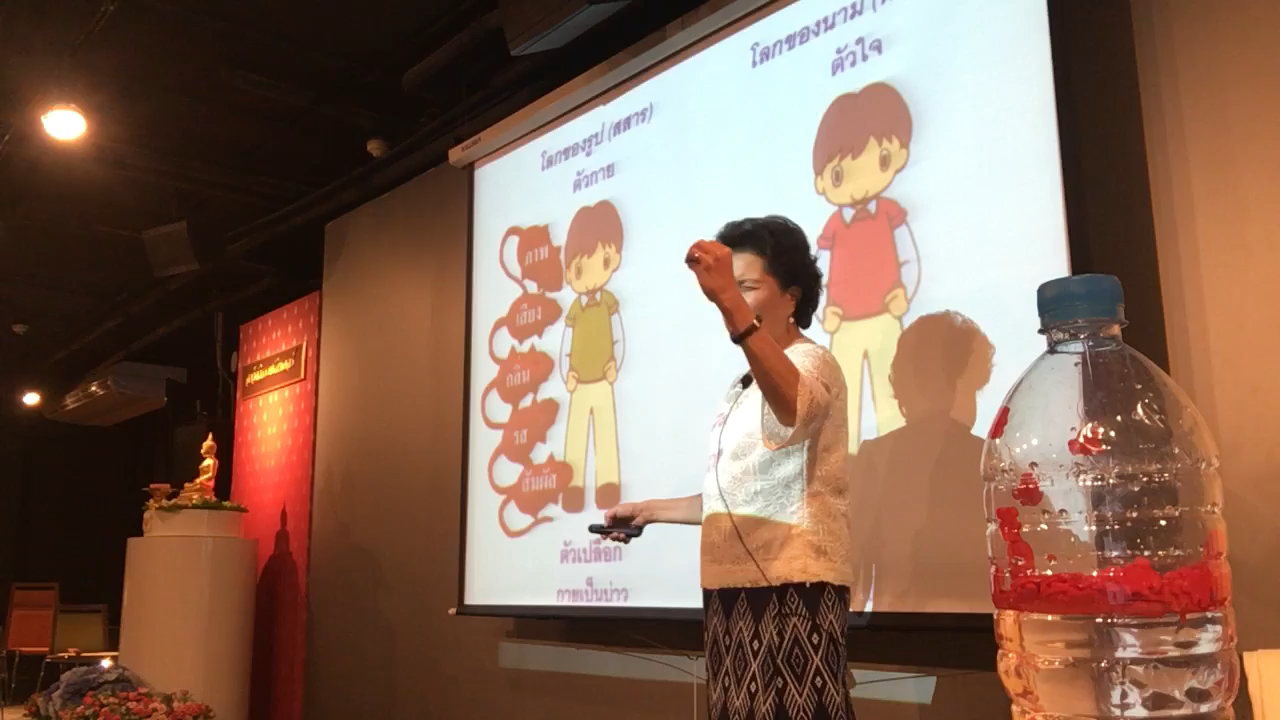 โลกของรูป (สสาร)
ตัวกาย
ภาพ
เสียง
กลิ่น
รส
สัมผัส
ตัวเปลือก
กายเป็นบ่าว
โลกของนาม
ตัวใจ